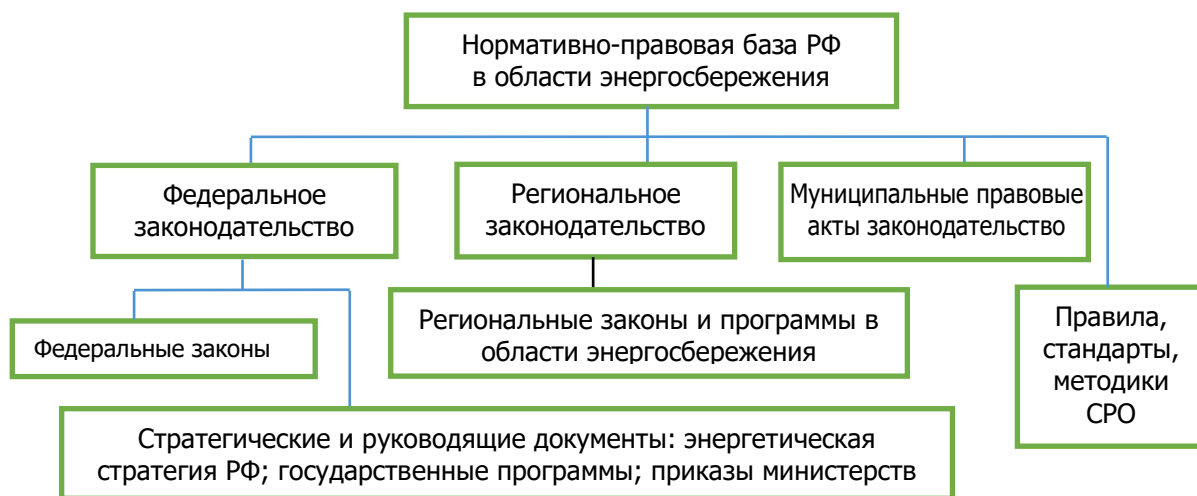 Нормативно-правовая база РФ
в области энергосбережения
Федеральное
законодательство
Региональное
законодательство
Муниципальные правовые
акты законодательство
Федеральные законы
Региональные законы и программы в
области энергосбережения
Правила,
стандарты,
методики
СРО
Стратегические и руководящие документы: энергетическая
стратегия РФ; государственные программы; приказы министерств